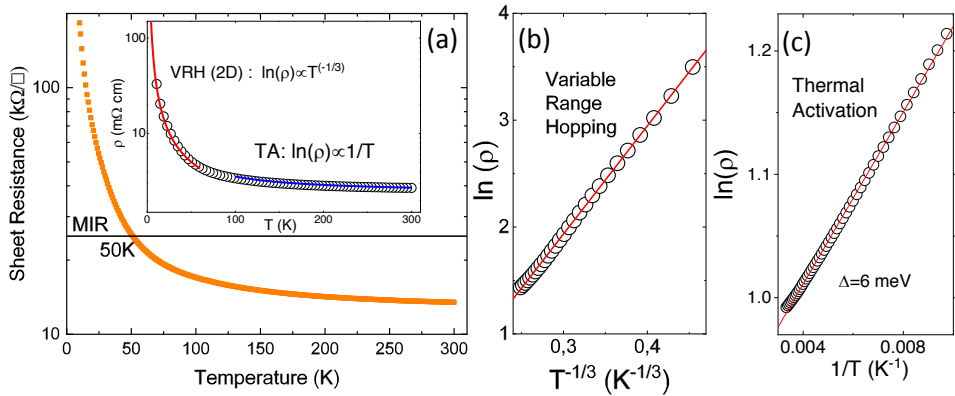 (a)
Sheet Resistance (kΩ/□)
100
10
MIR
50K
0 50 100 150 200 250 300
Temperature (K)
ρ (mΩ cm)
100
10
VRH (2D) : ln(ρ)∝T(-1/3)
TA: ln(ρ)∝1/T
0 100 200 300
T (K)
(b)
Variable
Range
Hopping
ln (ρ)
4
3
2
1
0,3 0,4
T-1/3 (K-1/3)
(c)
Thermal
Activation
ln(ρ)
1.2
1.1
1.0
Δ=6 meV
0.004 0.008
1/T (K-1)